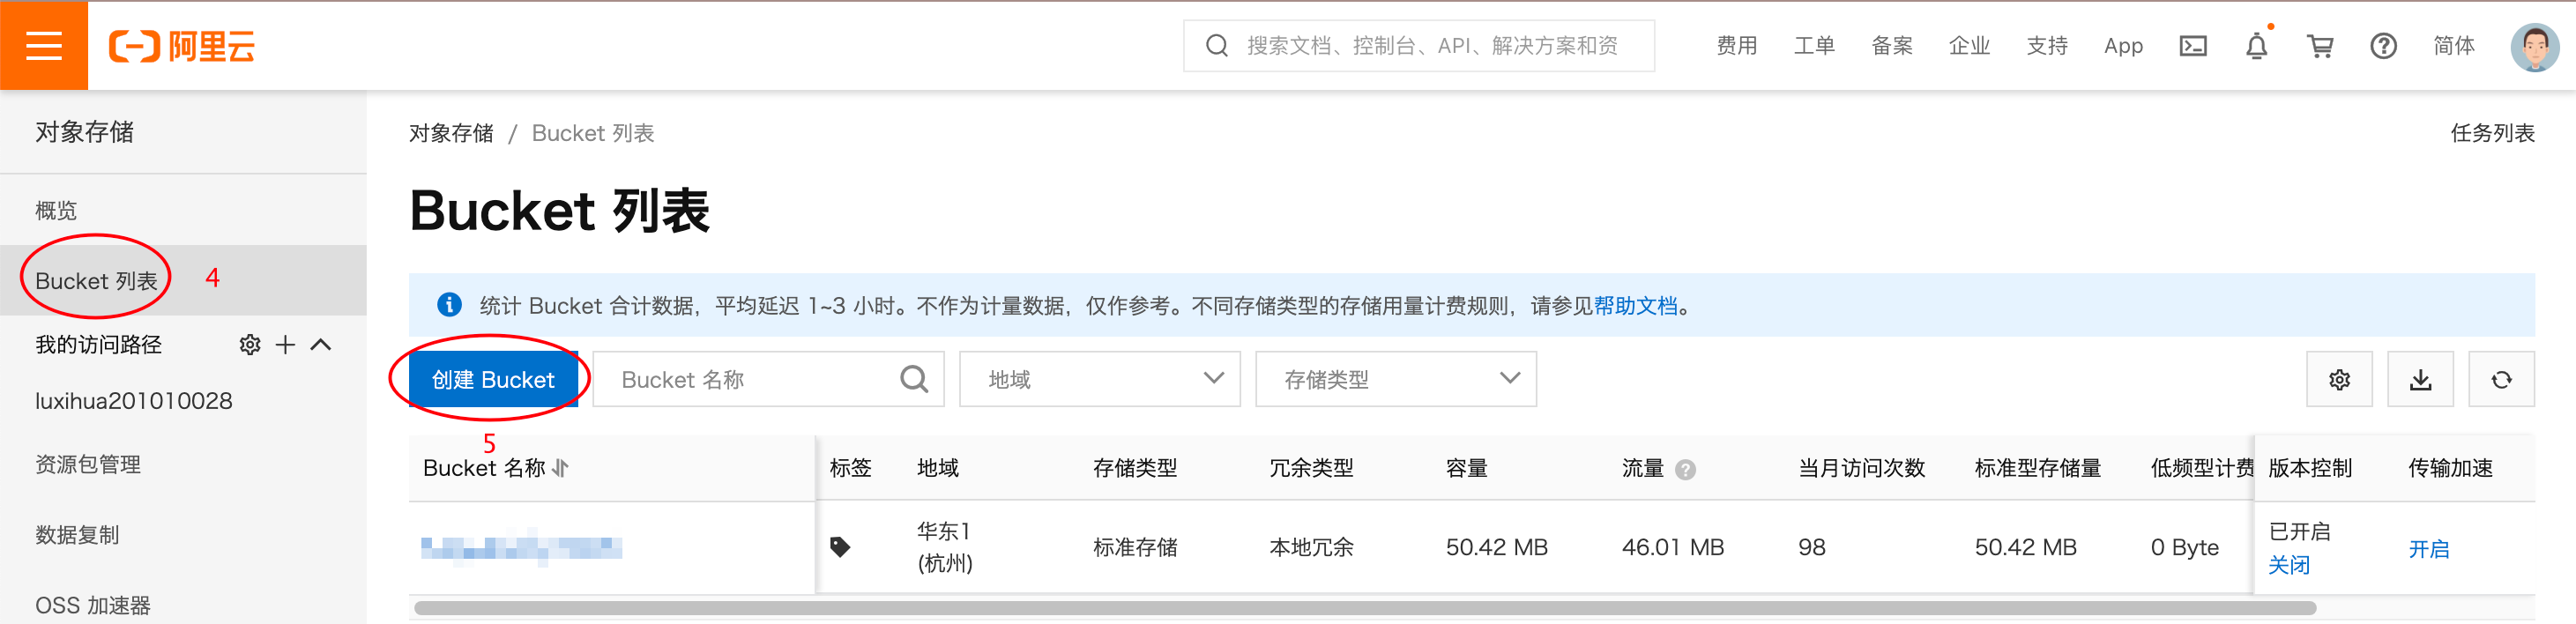 阿里云
搜索文档、控制台、API、解决方案和资
费用 工单 备案 企业 支持 App 简体
对象存储
概览
Bucket 列表 4
我的访问路径
luxihua201010028
资源包管理
数据复制
OSS 加速器
对象存储 / Bucket 列表 任务列表
Bucket 列表
统计 Bucket 合计数据，平均延迟 1~3 小时。不作为计量数据，仅作参考。不同存储类型的存储用量计费规则，请参见帮助文档。
创建 Bucket Bucket 名称 地域 存储类型
5
Bucket 名称 标签 地域 存储类型 冗余类型 容量 流量 当月访问次数 标准型存储量 低频型计费 版本控制 传输加速
华东1
(杭州) 标准存储 本地冗余 50.42 MB 46.01 MB 98 50.42 MB 0 Byte 已开启
关闭 开启